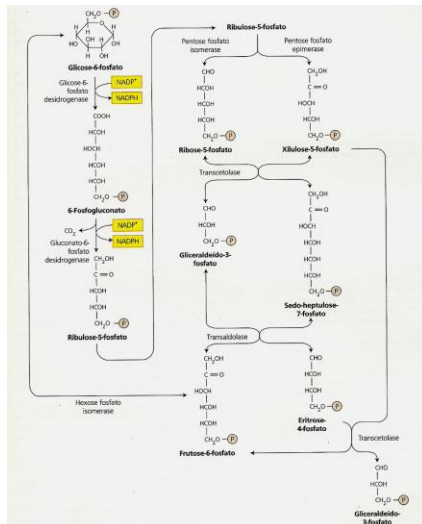 CH₂O — P
H
O
H
H
OH
H
HO
OH
H
OH
Glicose-6-fosfato
Glicose-6-
fosfato
desidrogenase
NADP⁺
NADPH
COOH
HCOH
HOCH
HCOH
HCOH
CH₂O — P
6-Fosfogluconato
CO₂
Gluconato-6-
fosfato
desidrogenase
NADP⁺
NADPH
CH₂OH
C = O
HCOH
HCOH
CH₂O — P
Ribulose-5-fosfato
Hexose fosfato
isomerase
Ribulose-5-fosfato
Pentose fosfato
isomerase
Pentose fosfato
epimerase
CHO
HCOH
HCOH
HCOH
CH₂O — P
Ribose-5-fosfato
CH₂OH
C = O
HOCH
HCOH
CH₂O — P
Xilulose-5-fosfato
Transcetolase
CHO
HCOH
CH₂O — P
Gliceraldeído-3-
fosfato
CH₂OH
C = O
HOCH
HCOH
HCOH
HCOH
CH₂O — P
Sedo-heptulose-
7-fosfato
Transaldolase
CH₂OH
C = O
HOCH
HCOH
HCOH
CH₂O — P
Frutose-6-fosfato
CHO
HCOH
HCOH
CH₂O — P
Eritrose-
4-fosfato
Transcetolase
CHO
HCOH
CH₂O — P
Gliceraldeído-
3-fosfato